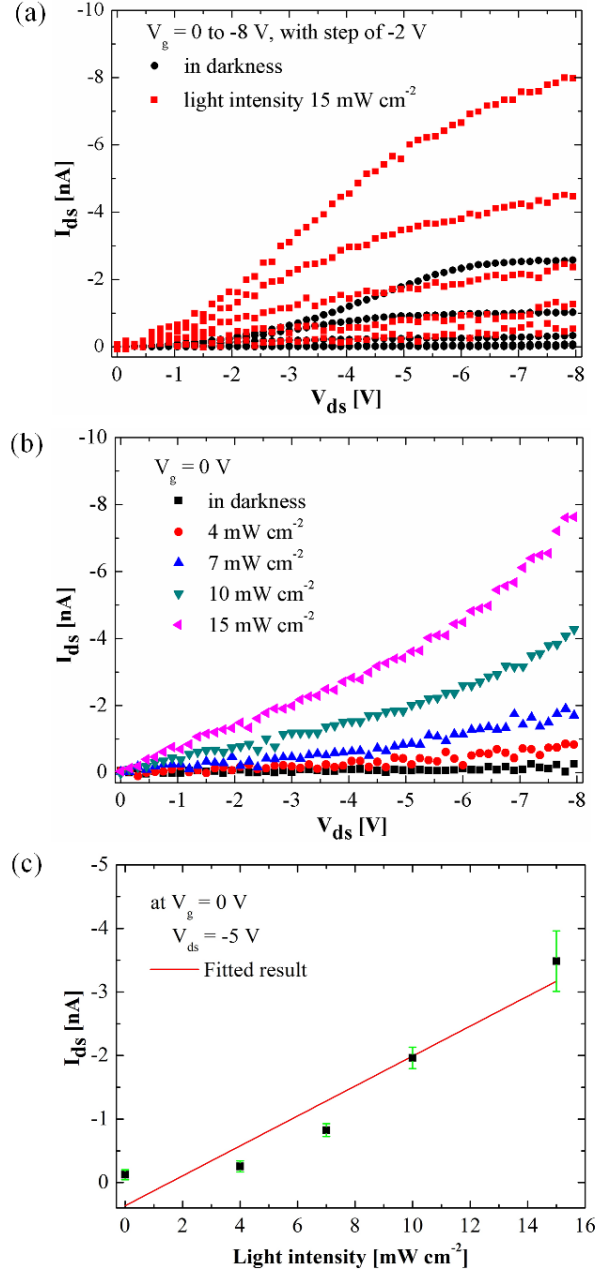 (a)
-10
-8
-6
-4
-2
0
I_ds [nA]
V_g = 0 to -8 V, with step of -2 V
in darkness
light intensity 15 mW cm⁻²
0 -1 -2 -3 -4 -5 -6 -7 -8
V_ds [V]
(b)
-10
-8
-6
-4
-2
0
I_ds [nA]
V_g = 0 V
in darkness
4 mW cm⁻²
7 mW cm⁻²
10 mW cm⁻²
15 mW cm⁻²
0 -1 -2 -3 -4 -5 -6 -7 -8
V_ds [V]
(c)
-5
-4
-3
-2
-1
0
I_ds [nA]
at V_g = 0 V
V_ds = -5 V
Fitted result
0 2 4 6 8 10 12 14 16
Light intensity [mW cm⁻²]